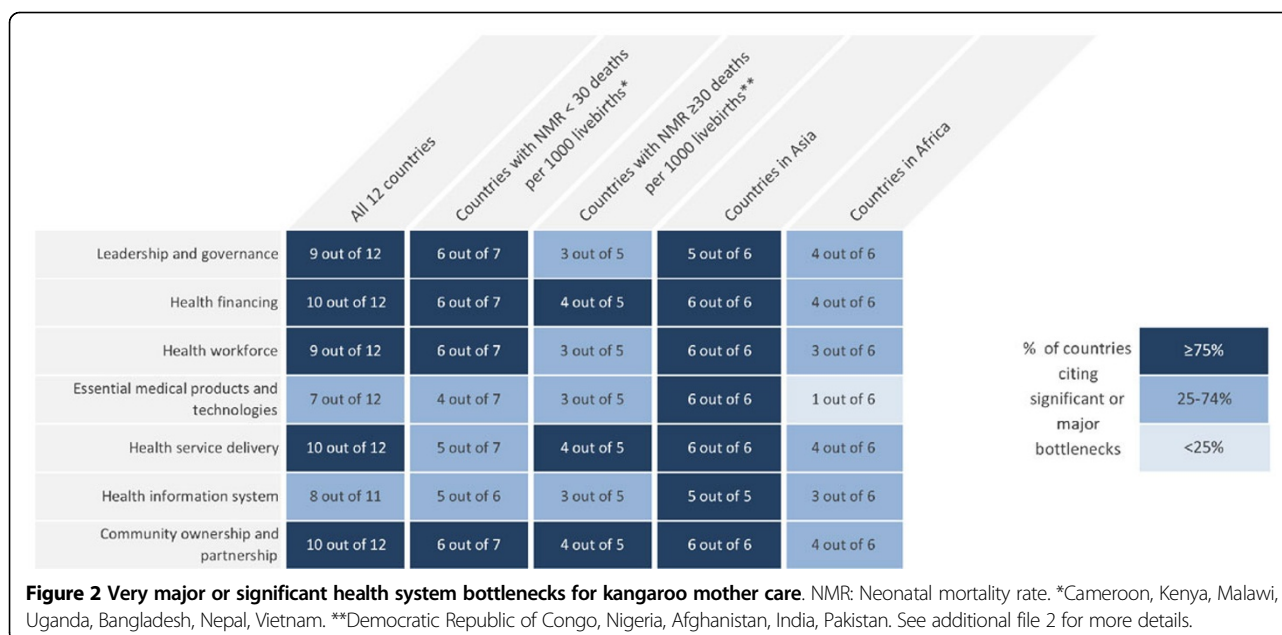 All 12 countries
Countries with NMR < 30 deaths
per 1000 livebirths*
Countries with NMR ≥30 deaths
per 1000 livebirths**
Countries in Asia
Countries in Africa
Leadership and governance 9 out of 12 6 out of 7 3 out of 5 5 out of 6 4 out of 6
Health financing 10 out of 12 6 out of 7 4 out of 5 6 out of 6 4 out of 6
Health workforce 9 out of 12 6 out of 7 3 out of 5 6 out of 6 3 out of 6
Essential medical products and
technologies 7 out of 12 4 out of 7 3 out of 5 6 out of 6 1 out of 6
Health service delivery 10 out of 12 5 out of 7 4 out of 5 6 out of 6 4 out of 6
Health information system 8 out of 11 5 out of 6 3 out of 5 5 out of 5 3 out of 6
Community ownership and
partnership 10 out of 12 6 out of 7 4 out of 5 6 out of 6 4 out of 6
% of countries
citing
significant or
major
bottlenecks
≥75%
25-74%
<25%
Figure 2 Very major or significant health system bottlenecks for kangaroo mother care. NMR: Neonatal mortality rate. *Cameroon, Kenya, Malawi,
Uganda, Bangladesh, Nepal, Vietnam. **Democratic Republic of Congo, Nigeria, Afghanistan, India, Pakistan. See additional file 2 for more details.